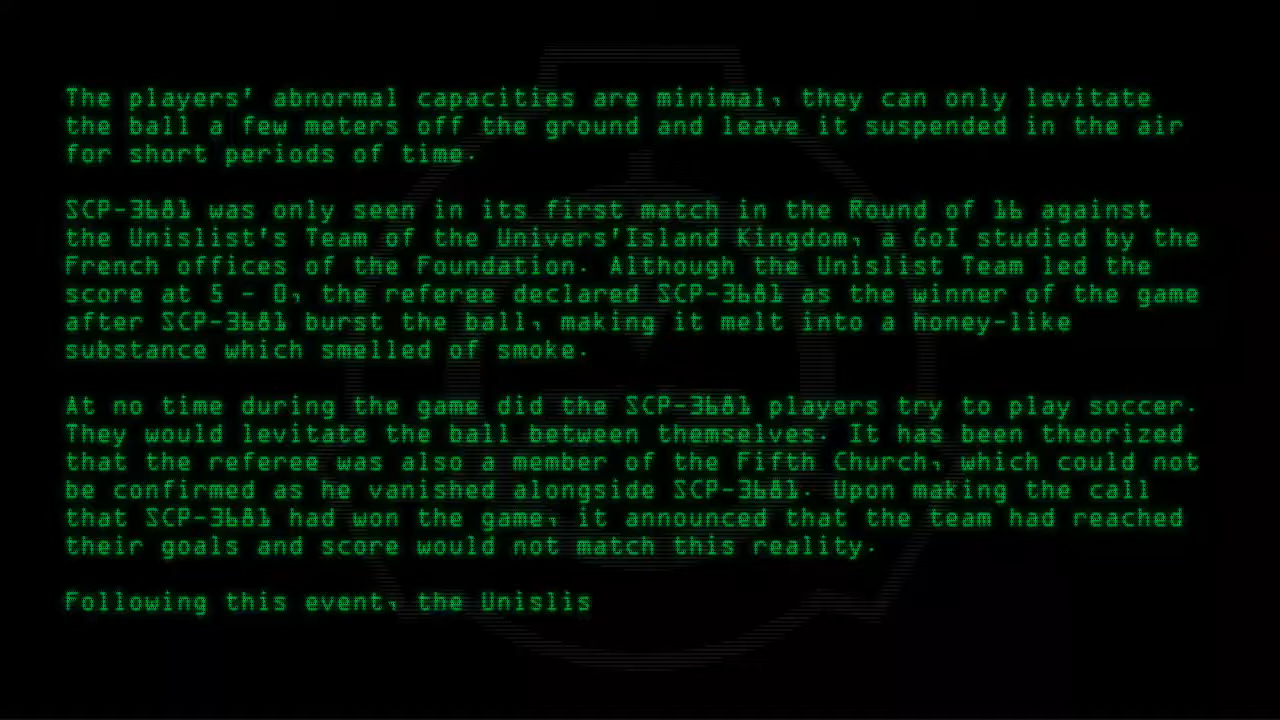 The players' abnormal capacities are minimal, they can only levitate
the ball a few meters off the ground and leave it suspended in the air
for short periods of time.
SCP-3681 was only seen in its first match in the Round of 16 against
the Unislist's Team of the Univers'Island Kingdom, a GoI studied by the
French offices of the Foundation. Although the Unislist Team led the
score at 5 - 0, the referee declared SCP-3681 as the winner of the game
after SCP-3681 burst the ball, making it melt into a honey-like
substance which smelled of smoke.
At no time during the game did the SCP-3681 players try to play soccer.
They would levitate the ball between themselves. It has been theorized
that the referee was also a member of the Fifth Church, which could not
be confirmed as he vanished alongside SCP-3681. Upon making the call
that SCP-3681 had won the game, it announced that the team had reached
their goals and score would not match this reality.
Following this event, the Unislis